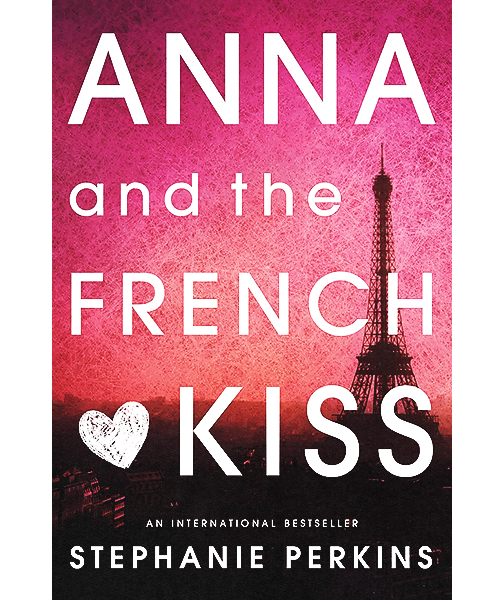 ANNA
and the
FRENCH
KISS
AN INTERNATIONAL BESTSELLER
STEPHANIE PERKINS